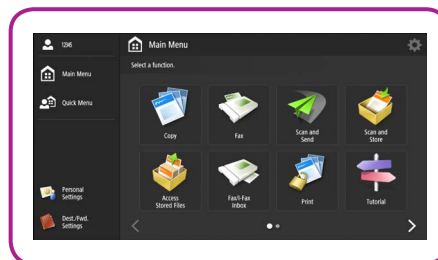 12345
Main Menu
Select a function.
Main Menu
Quick Menu
Copy
Fax
Scan and
Send
Scan and
Store
Access
Stored Files
Fax/I-Fax
Inbox
Print
Tutorial
Personal
Settings
Dest./Fwd.
Settings